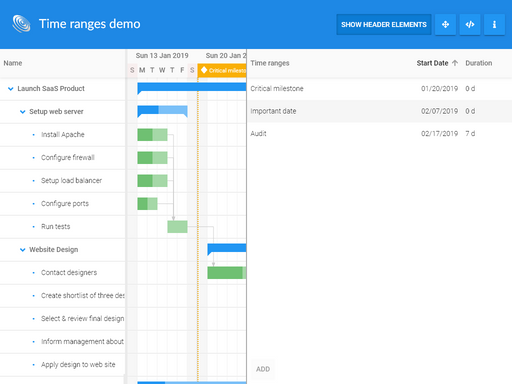 Time ranges demo
SHOW HEADER ELEMENTS
Name
Sun 13 Jan 2019
Sun 20 Jan 2
S M T W T F S
Critical milesto
Time ranges
Start Date
Duration
Launch SaaS Product
Critical milestone
01/20/2019
0 d
Setup web server
Important date
02/07/2019
0 d
Install Apache
Audit
02/17/2019
7 d
Configure firewall
Setup load balancer
Configure ports
Run tests
Website Design
Contact designers
Create shortlist of three des
Select & review final design
Inform management about
Apply design to web site
ADD